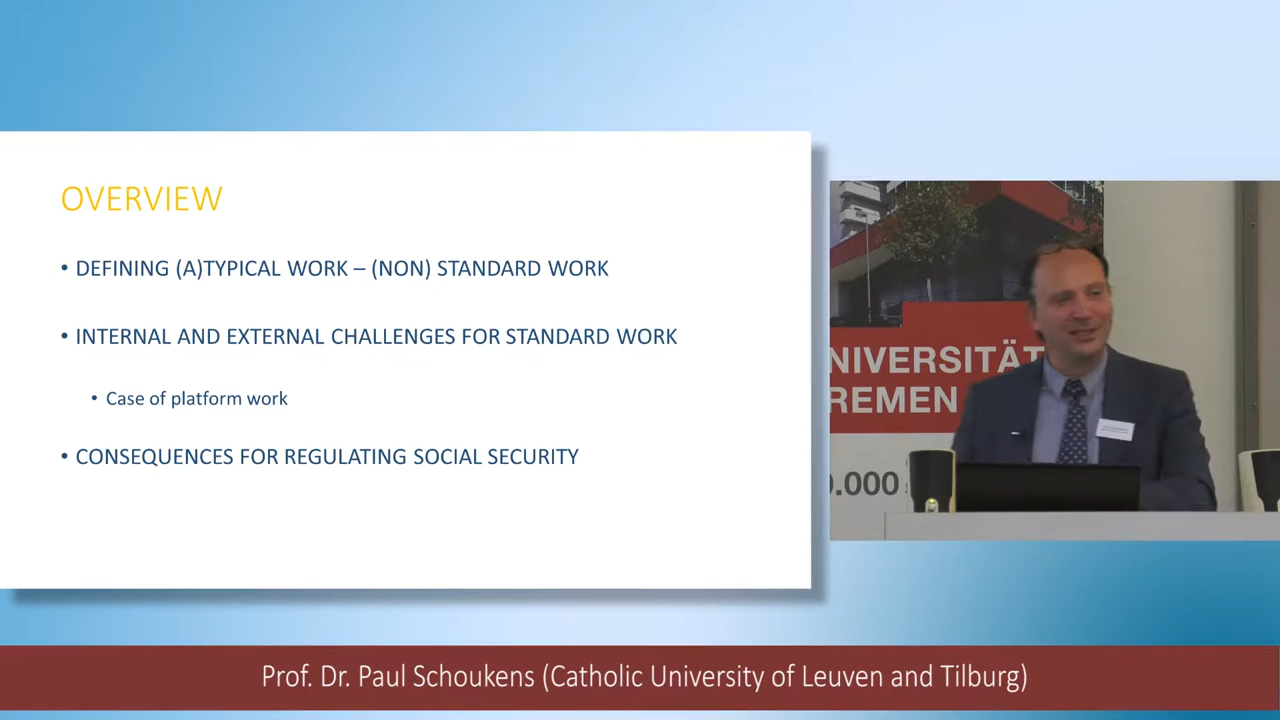 OVERVIEW
• DEFINING (A)TYPICAL WORK – (NON) STANDARD WORK
• INTERNAL AND EXTERNAL CHALLENGES FOR STANDARD WORK
• Case of platform work
• CONSEQUENCES FOR REGULATING SOCIAL SECURITY
NIVERSITÄT
REMEN
0.000
Prof. Dr. Paul Schoukens (Catholic University of Leuven and Tilburg)